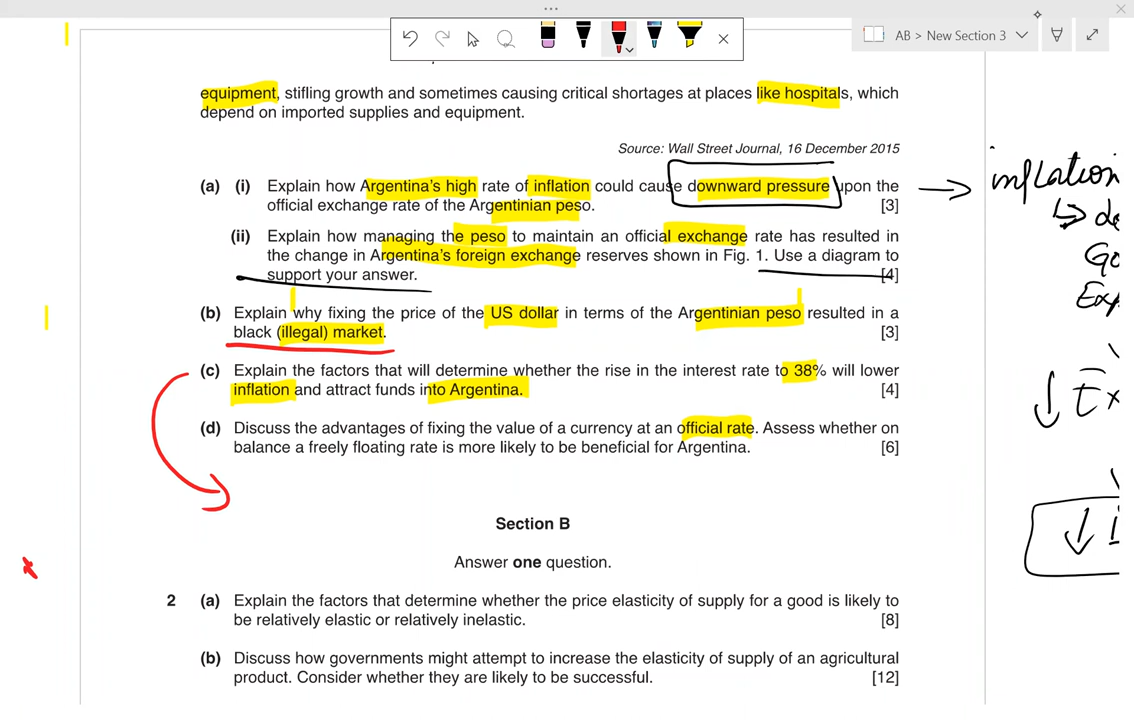 AB > New Section 3
equipment, stifling growth and sometimes causing critical shortages at places like hospitals, which
depend on imported supplies and equipment.
Source: Wall Street Journal, 16 December 2015
(a) (i) Explain how Argentina's high rate of inflation could cause downward pressure upon the
official exchange rate of the Argentinian peso. [3]
inflation
(ii) Explain how managing the peso to maintain an official exchange rate has resulted in
the change in Argentina's foreign exchange reserves shown in Fig. 1. Use a diagram to
support your answer. [4]
(b) Explain why fixing the price of the US dollar in terms of the Argentinian peso resulted in a
black (illegal) market. [3]
(c) Explain the factors that will determine whether the rise in the interest rate to 38% will lower
inflation and attract funds into Argentina. [4]
(d) Discuss the advantages of fixing the value of a currency at an official rate. Assess whether on
balance a freely floating rate is more likely to be beneficial for Argentina. [6]
Section B
Answer one question.
2 (a) Explain the factors that determine whether the price elasticity of supply for a good is likely to
be relatively elastic or relatively inelastic. [8]
(b) Discuss how governments might attempt to increase the elasticity of supply of an agricultural
product. Consider whether they are likely to be successful. [12]